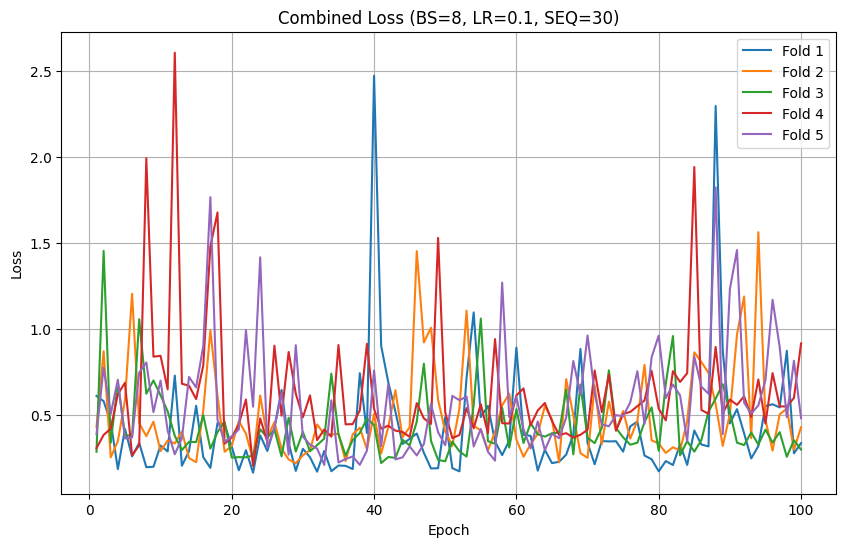 Combined Loss (BS=8, LR=0.1, SEQ=30)
Fold 1
Fold 2
Fold 3
Fold 4
Fold 5
2.5
2.0
1.5
1.0
0.5
Loss
0 20 40 60 80 100
Epoch